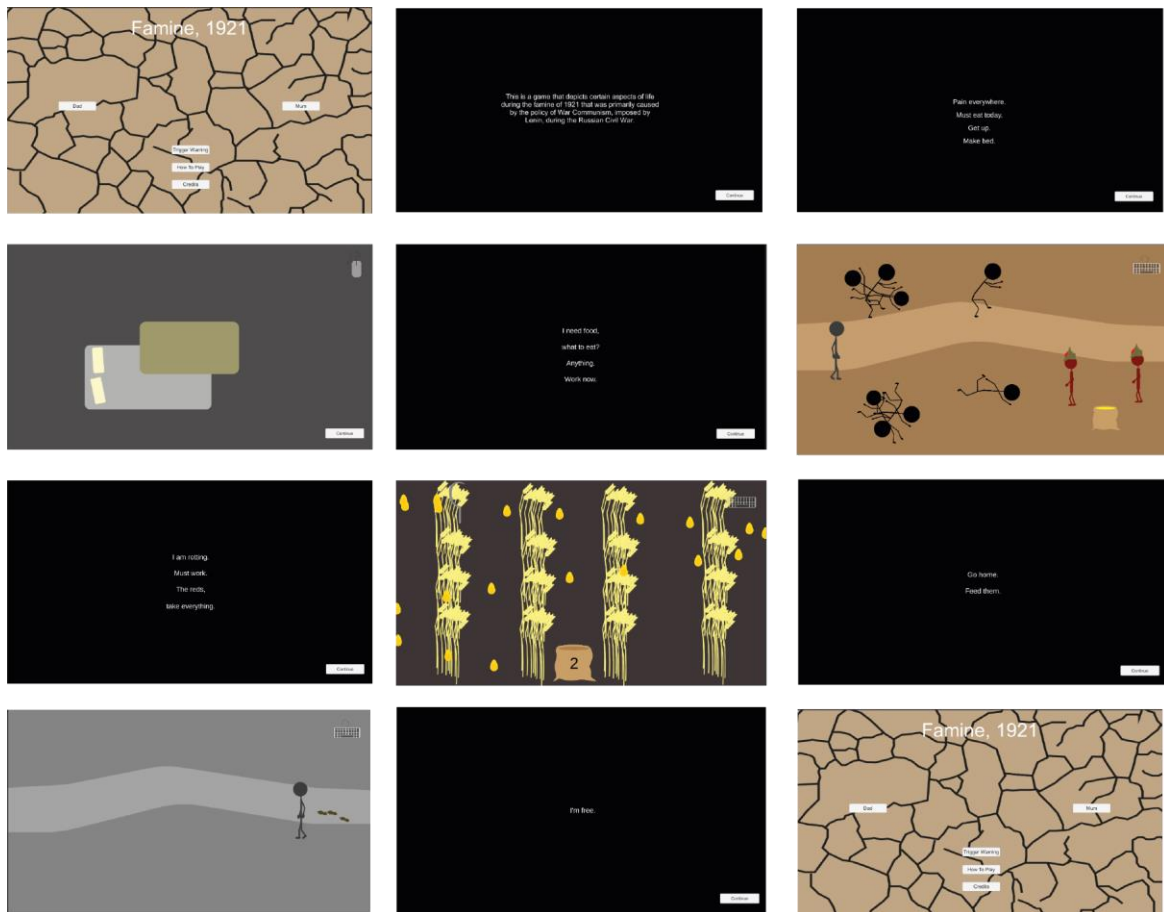 Famine, 1921
Dad
Mum
Trigger Warning
How To Play
Credits
This is a game that depicts certain aspects of life
during the famine of 1921 that was primarily caused
by the policy of War Communism, imposed by
Lenin, during the Russian Civil War.
Continue
Pain everywhere.
Must eat today.
Get up.
Make bed.
Continue
Continue
I need food,
what to eat?
Anything.
Work now.
Continue
I am rotting.
Must work.
The reds,
take everything.
Continue
2
Go home.
Feed them.
Continue
I'm free.
Continue
Famine, 1921
Dad
Mum
Trigger Warning
How To Play
Credits